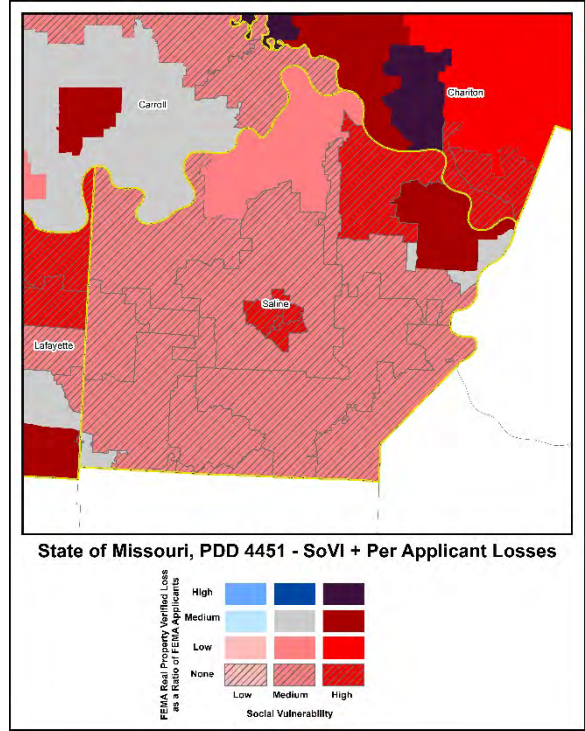 Carroll
Chariton
Saline
Lafayette
State of Missouri, PDD 4451 - SoVI + Per Applicant Losses
FEMA Real Property Verified Loss
as a Ratio of FEMA Applicants
High
Medium
Low
None
Low Medium High
Social Vulnerability